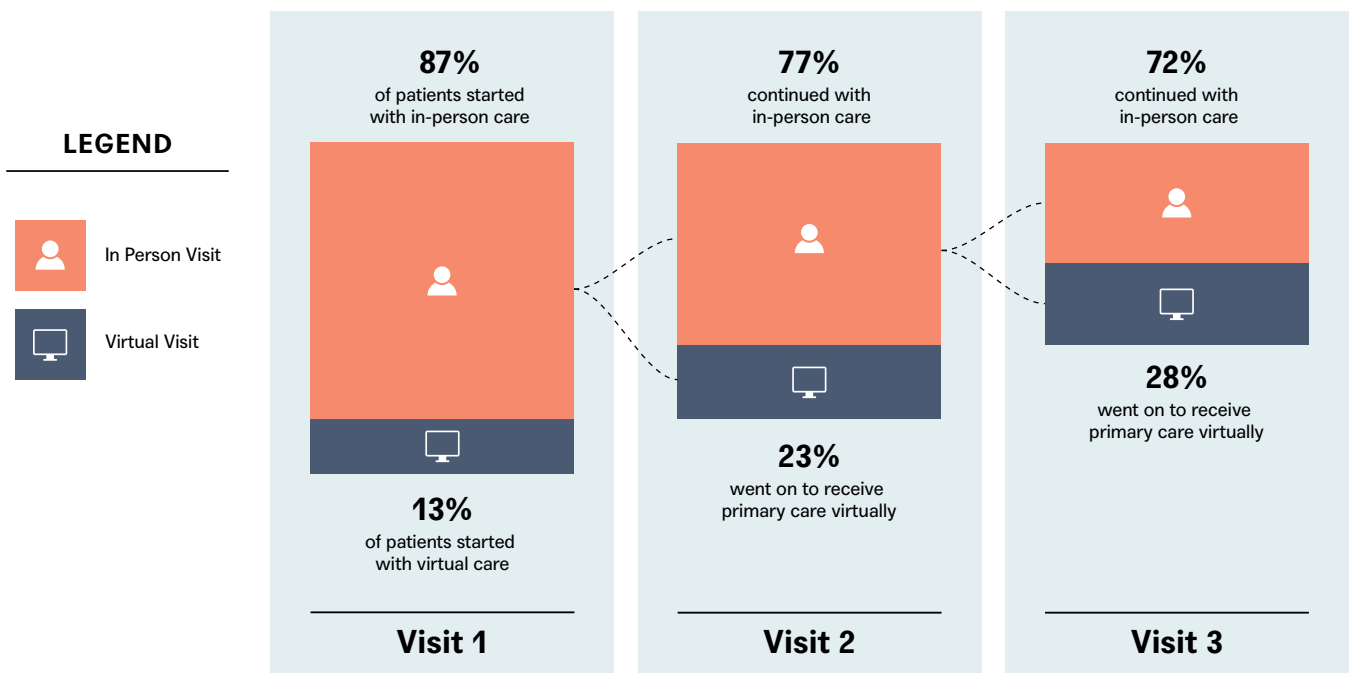 LEGEND
In Person Visit
Virtual Visit
87%
of patients started
with in-person care
13%
of patients started
with virtual care
Visit 1
77%
continued with
in-person care
23%
went on to receive
primary care virtually
Visit 2
72%
continued with
in-person care
28%
went on to receive
primary care virtually
Visit 3